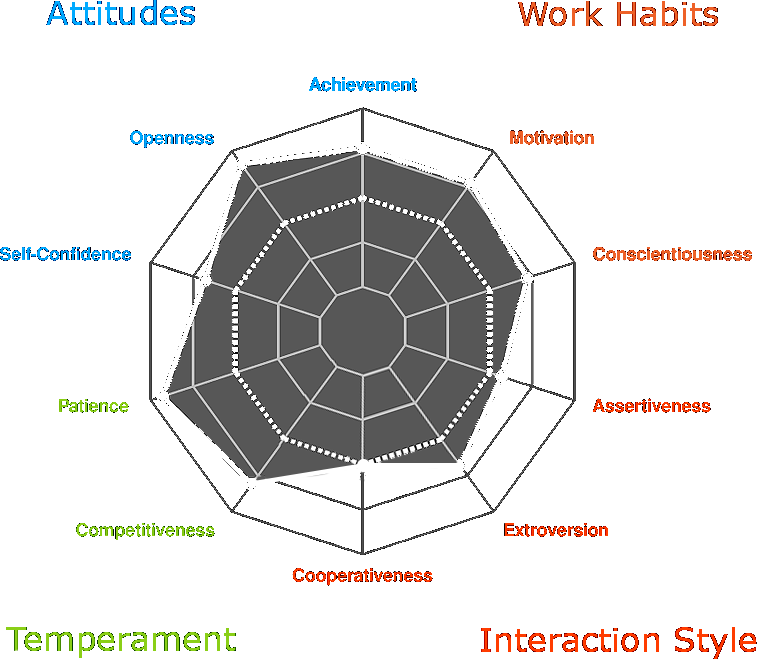 Attitudes
Work Habits
Achievement
Openness
Motivation
Self-Confidence
Conscientiousness
Patience
Assertiveness
Competitiveness
Extroversion
Cooperativeness
Temperament
Interaction Style